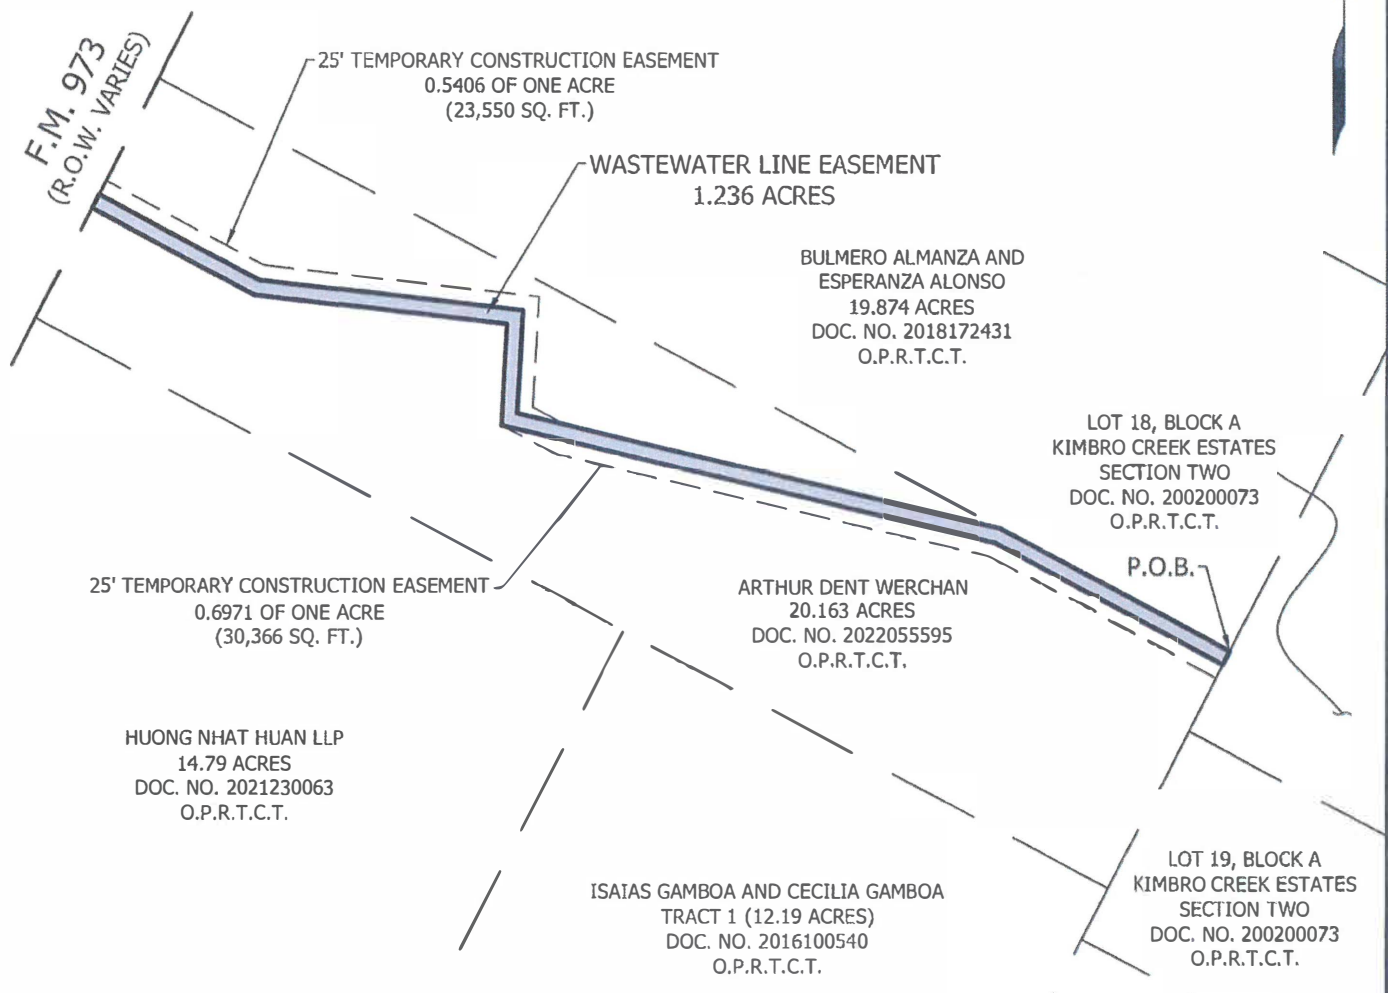 F.M. 973
(R.O.W. VARIES)
25' TEMPORARY CONSTRUCTION EASEMENT
0.5406 OF ONE ACRE
(23,550 SQ. FT.)
WASTEWATER LINE EASEMENT
1.236 ACRES
BULMERO ALMANZA AND
ESPERANZA ALONSO
19.874 ACRES
DOC. NO. 2018172431
O.P.R.T.C.T.
LOT 18, BLOCK A
KIMBRO CREEK ESTATES
SECTION TWO
DOC. NO. 200200073
O.P.R.T.C.T.
P.O.B.
25' TEMPORARY CONSTRUCTION EASEMENT
0.6971 OF ONE ACRE
(30,366 SQ. FT.)
ARTHUR DENT WERCHAN
20.163 ACRES
DOC. NO. 2022055595
O.P.R.T.C.T.
HUONG NHAT HUAN LLP
14.79 ACRES
DOC. NO. 2021230063
O.P.R.T.C.T.
ISAIAS GAMBOA AND CECILIA GAMBOA
TRACT 1 (12.19 ACRES)
DOC. NO. 2016100540
O.P.R.T.C.T.
LOT 19, BLOCK A
KIMBRO CREEK ESTATES
SECTION TWO
DOC. NO. 200200073
O.P.R.T.C.T.